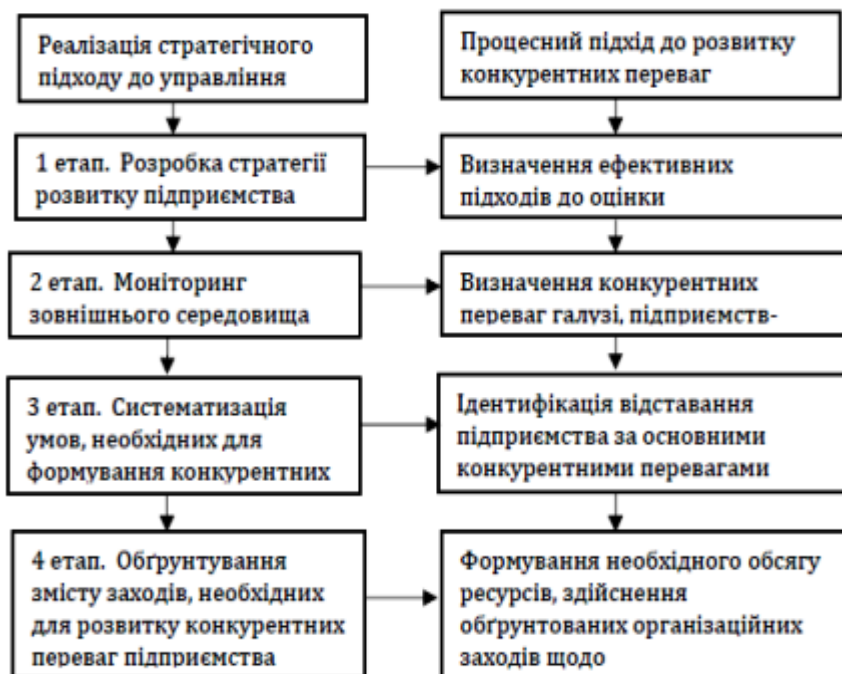 Реалізація стратегічного
підходу до управління
Процесний підхід до розвитку
конкурентних переваг
1 етап. Розробка стратегії
розвитку підприємства
Визначення ефективних
підходів до оцінки
2 етап. Моніторинг
зовнішнього середовища
Визначення конкурентних
переваг галузі, підприємств-
3 етап. Систематизація
умов, необхідних для
формування конкурентних
Ідентифікація відставання
підприємства за основними
конкурентними перевагами
4 етап. Обґрунтування
змісту заходів, необхідних
для розвитку конкурентних
переваг підприємства
Формування необхідного обсягу
ресурсів, здійснення
обґрунтованих організаційних
заходів щодо